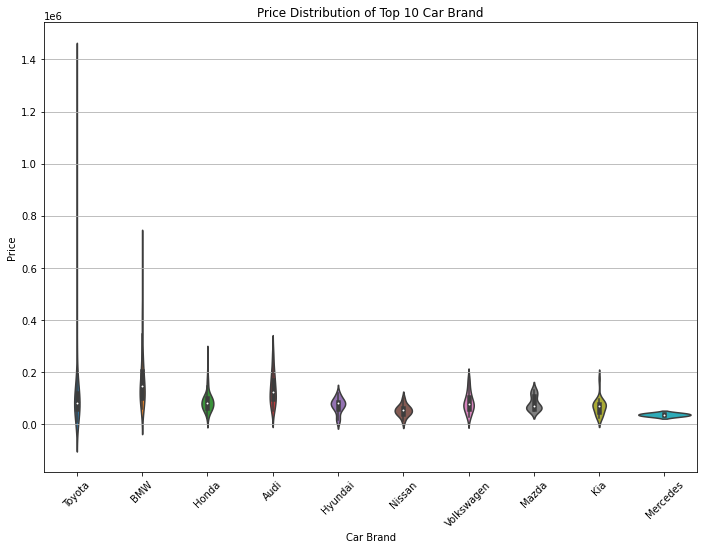 Price Distribution of Top 10 Car Brand
1e6
1.4
1.2
1.0
0.8
0.6
0.4
0.2
0.0
Price
Toyota
BMW
Honda
Audi
Hyundai
Nissan
Volkswagen
Mazda
Kia
Mercedes
Car Brand